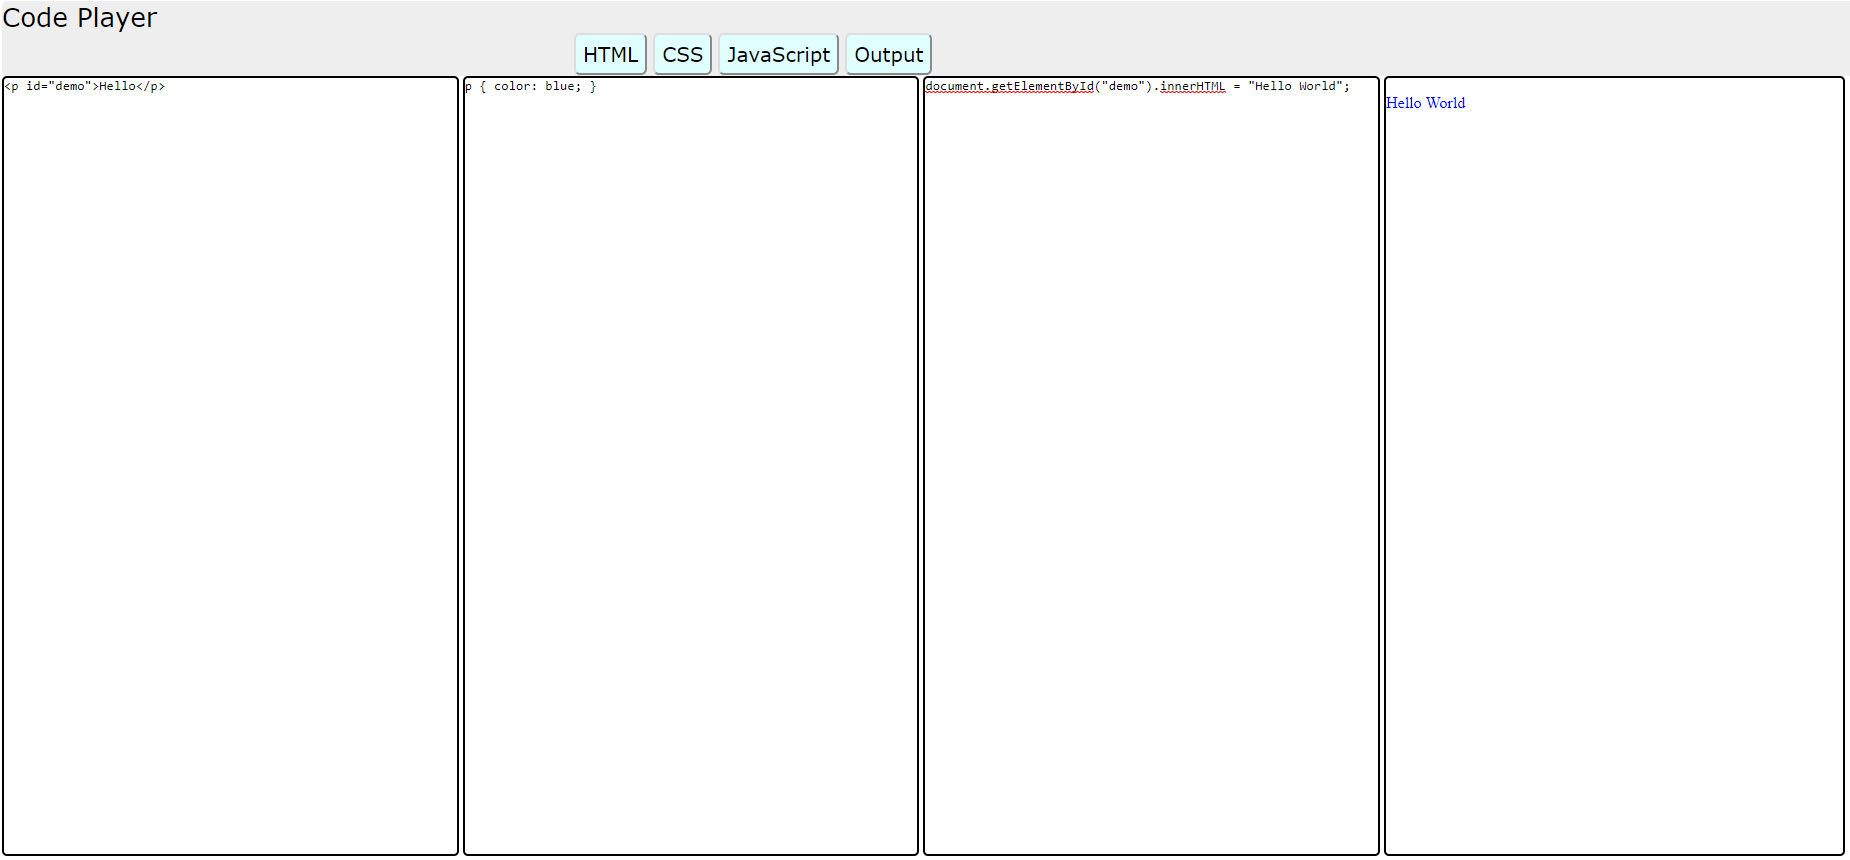 Code Player
HTML CSS JavaScript Output
<p id="demo">Hello</p>
p { color: blue; }
document.getElementById("demo").innerHTML = "Hello World";
Hello World